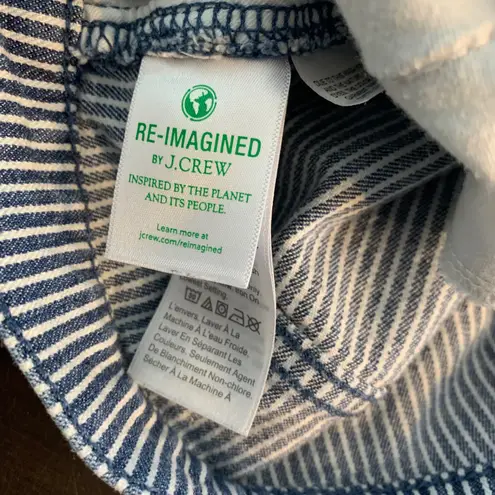 RE-IMAGINED
BY J.CREW
INSPIRED BY THE PLANET
AND ITS PEOPLE.
Learn more at
jcrew.com/reimagined
Setting.
L'envers. Laver À La
Machine À L'eau Froide.
Laver En Séparant Les
Couleurs. Seulement Agent
De Blanchiment Non-chlore.
Sécher À La Machine À